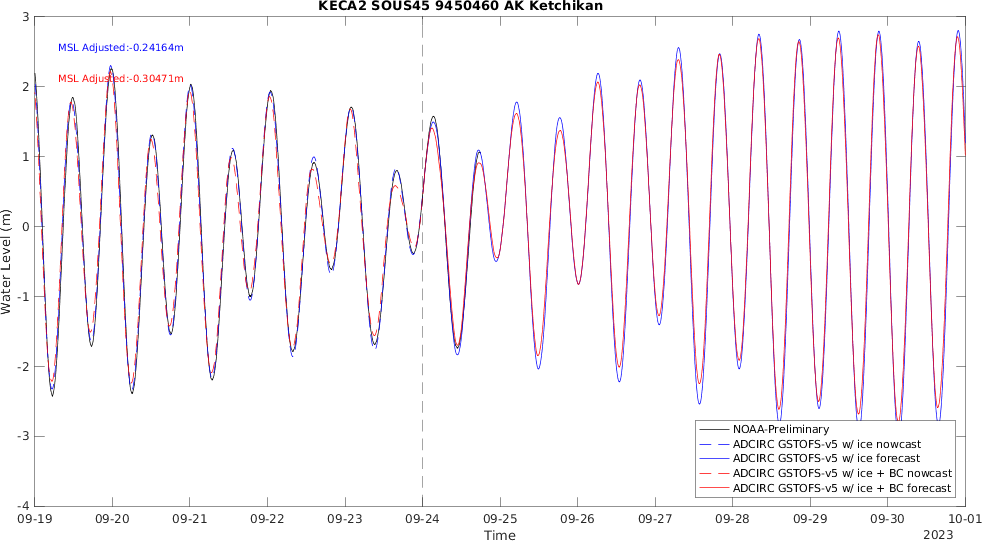 KECA2 SOUS45 9450460 AK Ketchikan
MSL Adjusted:-0.24164m
MSL Adjusted:-0.30471m
Water Level (m)
3
2
1
0
-1
-2
-3
-4
NOAA-Preliminary
ADCIRC GSTOFS-v5 w/ ice nowcast
ADCIRC GSTOFS-v5 w/ ice forecast
ADCIRC GSTOFS-v5 w/ ice + BC nowcast
ADCIRC GSTOFS-v5 w/ ice + BC forecast
09-19 09-20 09-21 09-22 09-23 09-24 09-25 09-26 09-27 09-28 09-29 09-30 10-01
Time
2023